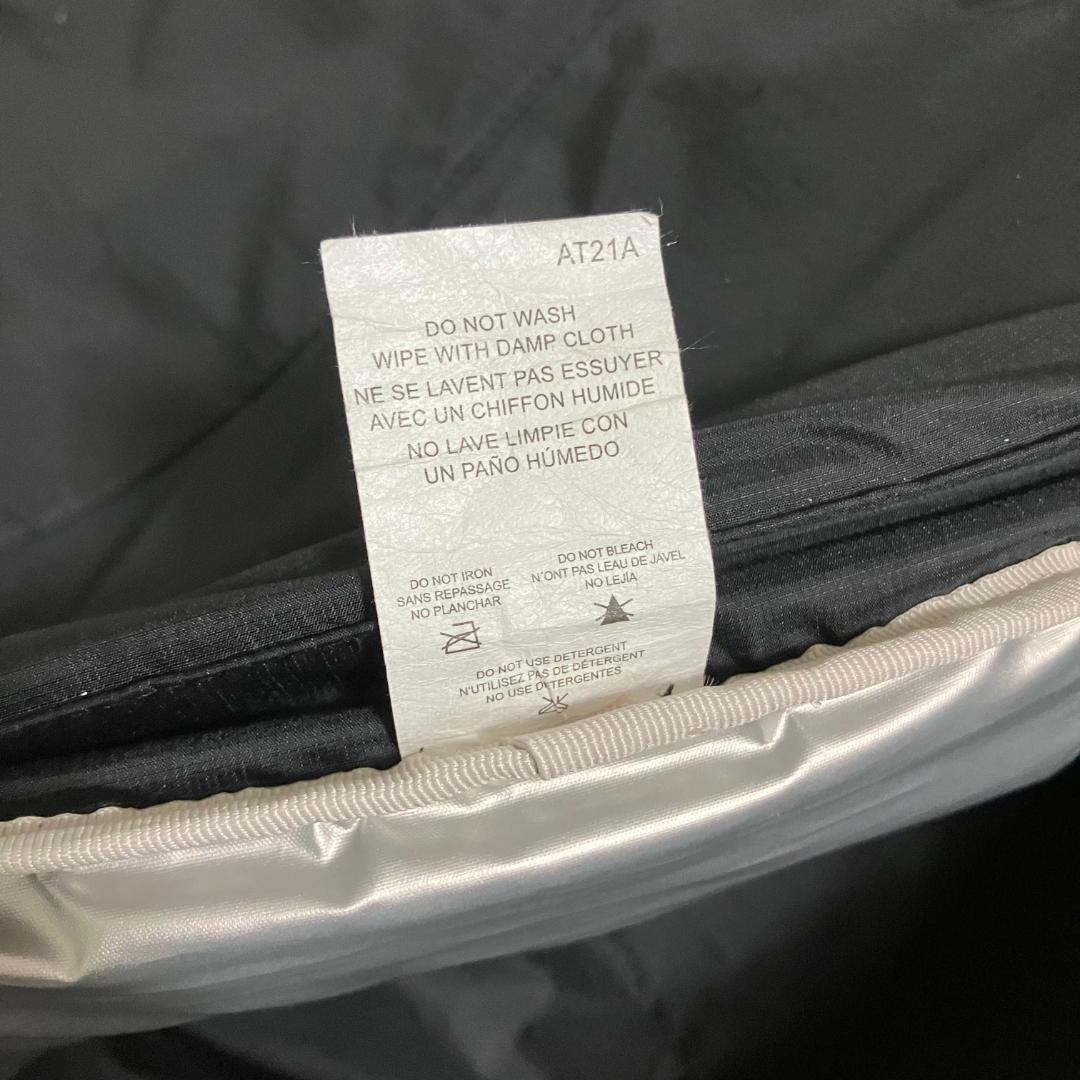 AT21A
DO NOT WASH
WIPE WITH DAMP CLOTH
NE SE LAVENT PAS ESSUYER
AVEC UN CHIFFON HUMIDE
NO LAVE LIMPIE CON
UN PAÑO HÚMEDO
DO NOT IRON
SANS REPASSAGE
NO PLANCHAR
DO NOT BLEACH
N'ONT PAS LEAU DE JAVEL
NO LEJÍA
DO NOT USE DETERGENT
N'UTILISEZ PAS DE DÉTERGENT
NO USE DETERGENTES